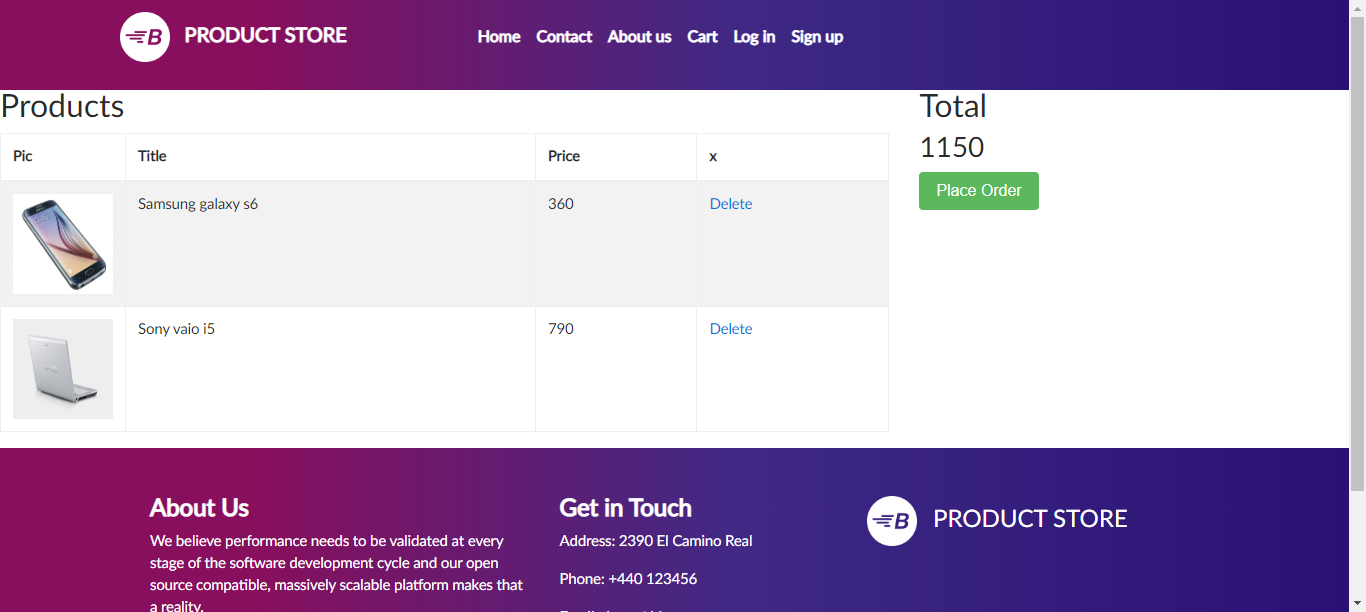 B PRODUCT STORE
Home Contact About us Cart Log in Sign up
Products
Total
1150
Place Order
Pic Title Price x
Samsung galaxy s6 360 Delete
Sony vaio i5 790 Delete
About Us
We believe performance needs to be validated at every
stage of the software development cycle and our open
source compatible, massively scalable platform makes that
a reality.
Get in Touch
Address: 2390 El Camino Real
Phone: +440 123456
B PRODUCT STORE